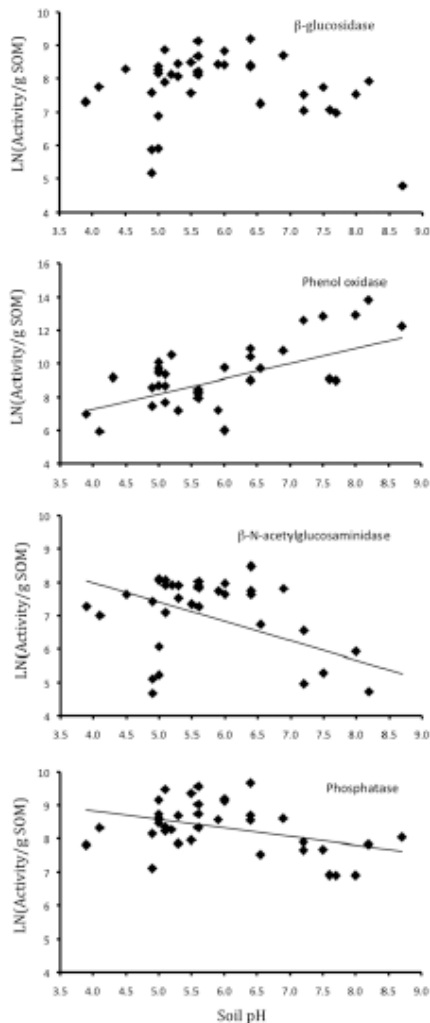 β-glucosidase
LN(Activity/g SOM)
10
9
8
7
6
5
4
3.5 4.0 4.5 5.0 5.5 6.0 6.5 7.0 7.5 8.0 8.5 9.0
Phenol oxidase
LN(Activity/g SOM)
16
14
12
10
8
6
4
3.5 4.0 4.5 5.0 5.5 6.0 6.5 7.0 7.5 8.0 8.5 9.0
β-N-acetylglucosaminidase
LN(Activity/g SOM)
10
9
8
7
6
5
4
3.5 4.0 4.5 5.0 5.5 6.0 6.5 7.0 7.5 8.0 8.5 9.0
Phosphatase
LN(Activity/g SOM)
10
9
8
7
6
5
4
3.5 4.0 4.5 5.0 5.5 6.0 6.5 7.0 7.5 8.0 8.5 9.0
Soil pH